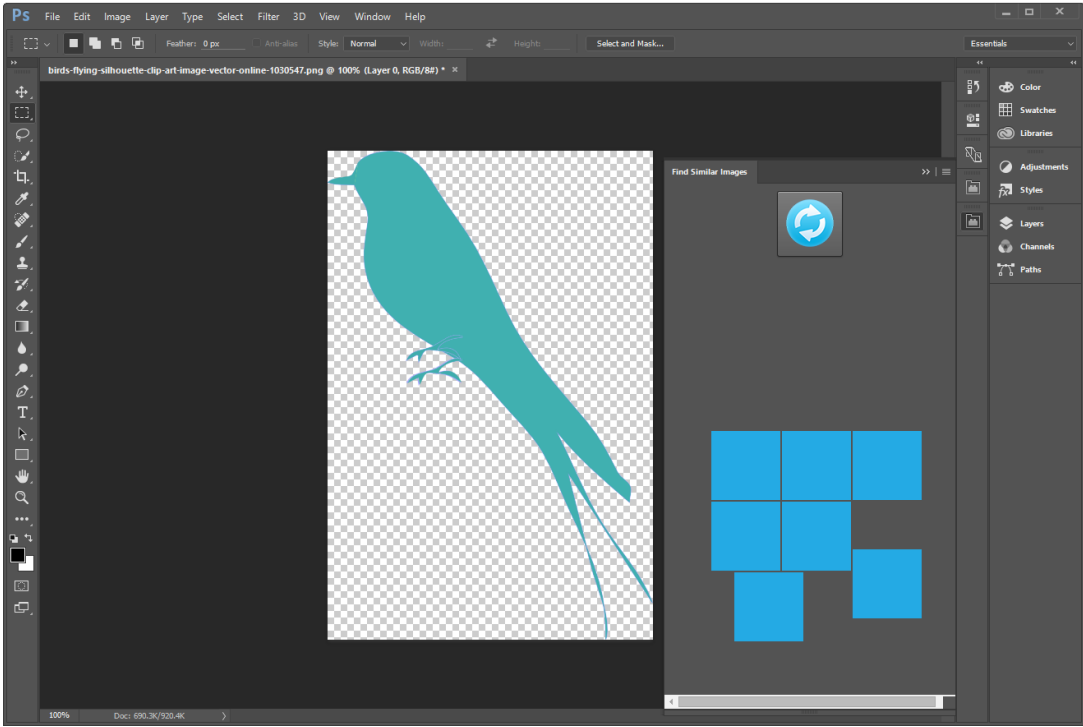 Ps File Edit Image Layer Type Select Filter 3D View Window Help
Feather: 0 px Anti-alias Style: Normal Width: Height: Select and Mask... Essentials
birds-flying-silhouette-clip-art-image-vector-online-1030547.png @ 100% (Layer 0, RGB/8#) * ×
Color
Swatches
Libraries
Find Similar Images
Adjustments
Styles
Layers
Channels
Paths
100% Doc: 690.3K/920.4K